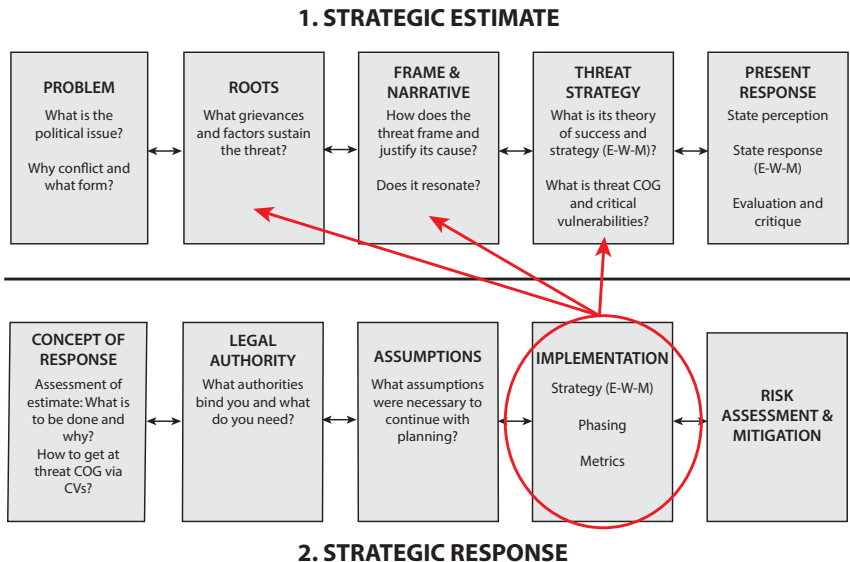 1. STRATEGIC ESTIMATE
PROBLEM
What is the
political issue?
Why conflict and
what form?
ROOTS
What grievances
and factors sustain
the threat?
FRAME &
NARRATIVE
How does the
threat frame and
justify its cause?
Does it resonate?
THREAT
STRATEGY
What is its theory
of success and
strategy (E-W-M)?
What is threat COG
and critical
vulnerabilities?
PRESENT
RESPONSE
State perception
State response
(E-W-M)
Evaluation and
critique
CONCEPT OF
RESPONSE
Assessment of
estimate: What is
to be done and
why?
How to get at
threat COG via
CVs?
LEGAL
AUTHORITY
What authorities
bind you and what
do you need?
ASSUMPTIONS
What assumptions
were necessary to
continue with
planning?
IMPLEMENTATION
Strategy (E-W-M)
Phasing
Metrics
RISK
ASSESSMENT &
MITIGATION
2. STRATEGIC RESPONSE